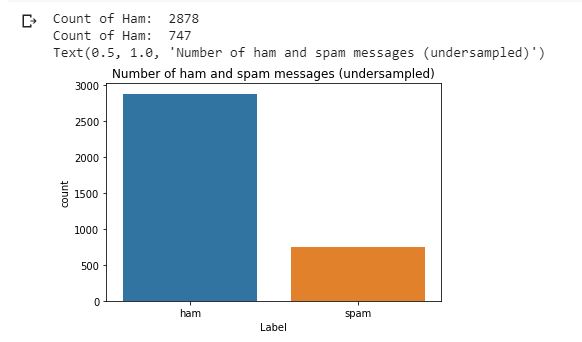 Count of Ham:  2878
Count of Ham:  747
Text(0.5, 1.0, 'Number of ham and spam messages (undersampled)')
Number of ham and spam messages (undersampled)
3000
2500
2000
1500
1000
500
0
count
ham spam
Label